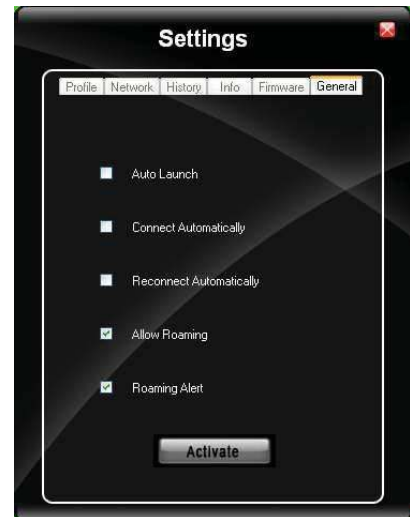 Settings
Profile Network History Info Firmware General
Auto Launch
Connect Automatically
Reconnect Automatically
Allow Roaming
Roaming Alert
Activate